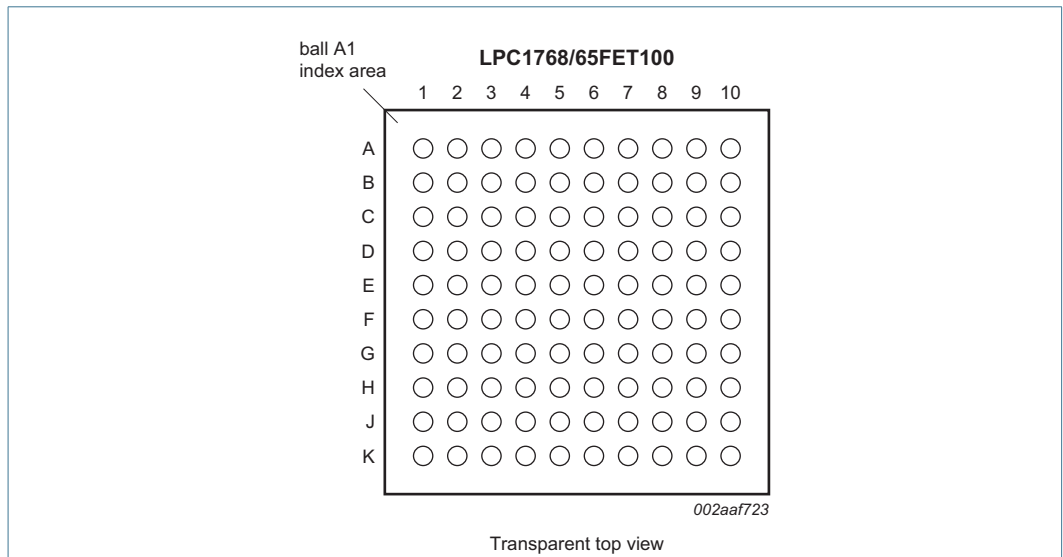 ball A1
index area
LPC1768/65FET100
1 2 3 4 5 6 7 8 9 10
A
B
C
D
E
F
G
H
J
K
002aaf723
Transparent top view